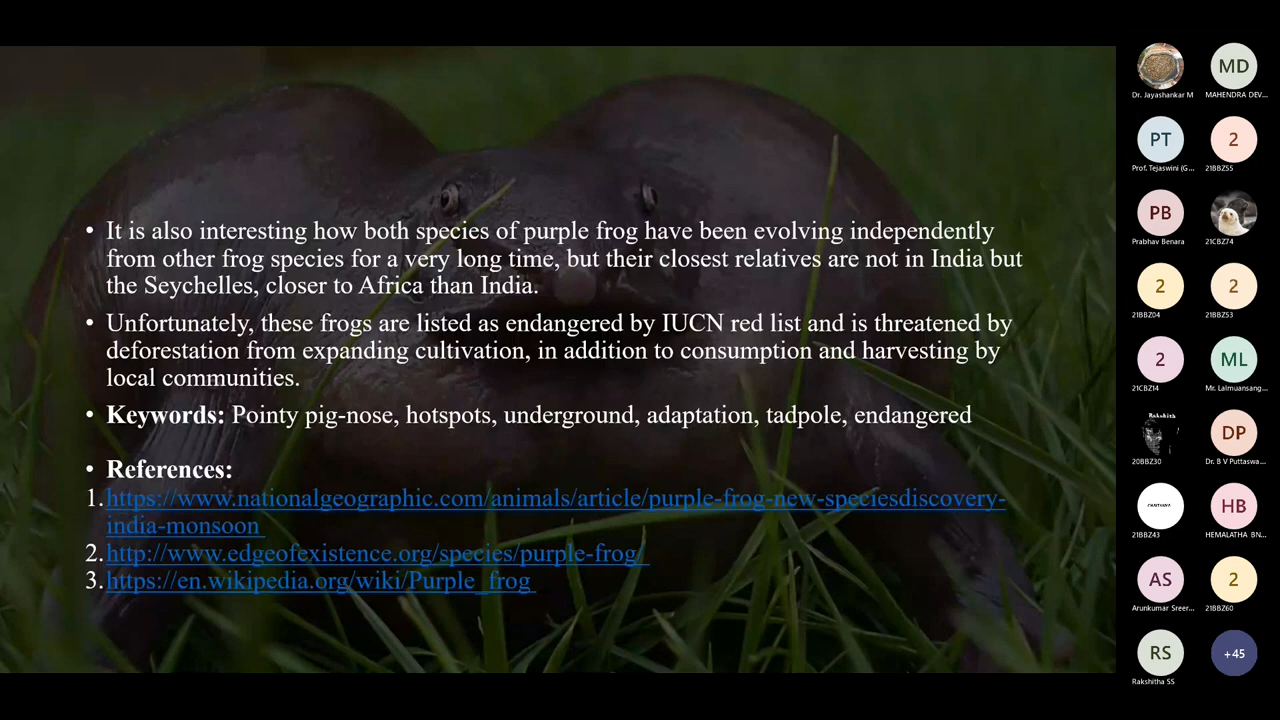 • It is also interesting how both species of purple frog have been evolving independently
from other frog species for a very long time, but their closest relatives are not in India but
the Seychelles, closer to Africa than India.
• Unfortunately, these frogs are listed as endangered by IUCN red list and is threatened by
deforestation from expanding cultivation, in addition to consumption and harvesting by
local communities.
• Keywords: Pointy pig-nose, hotspots, underground, adaptation, tadpole, endangered
• References:
1. https://www.nationalgeographic.com/animals/article/purple-frog-new-speciesdiscovery-
india-monsoon
2. http://www.edgeofexistence.org/species/purple-frog/
3. https://en.wikipedia.org/wiki/Purple_frog
Dr. Jayashankar M
MD
MAHENDRA DEV...
PT
Prof. Tejaswini (G...
2
21BBZ55
PB
Prabhav Benara
21CBZ74
2
21BBZ04
2
21BBZ53
2
21CBZ14
ML
Mr. Lalmuansang...
Rakshith
20BBZ30
DP
Dr. B V Puttaswa...
CHAITHANYA
21BBZ43
HB
HEMALATHA BN...
AS
Arunkumar Sreer...
2
21BBZ60
RS
Rakshitha SS
+45